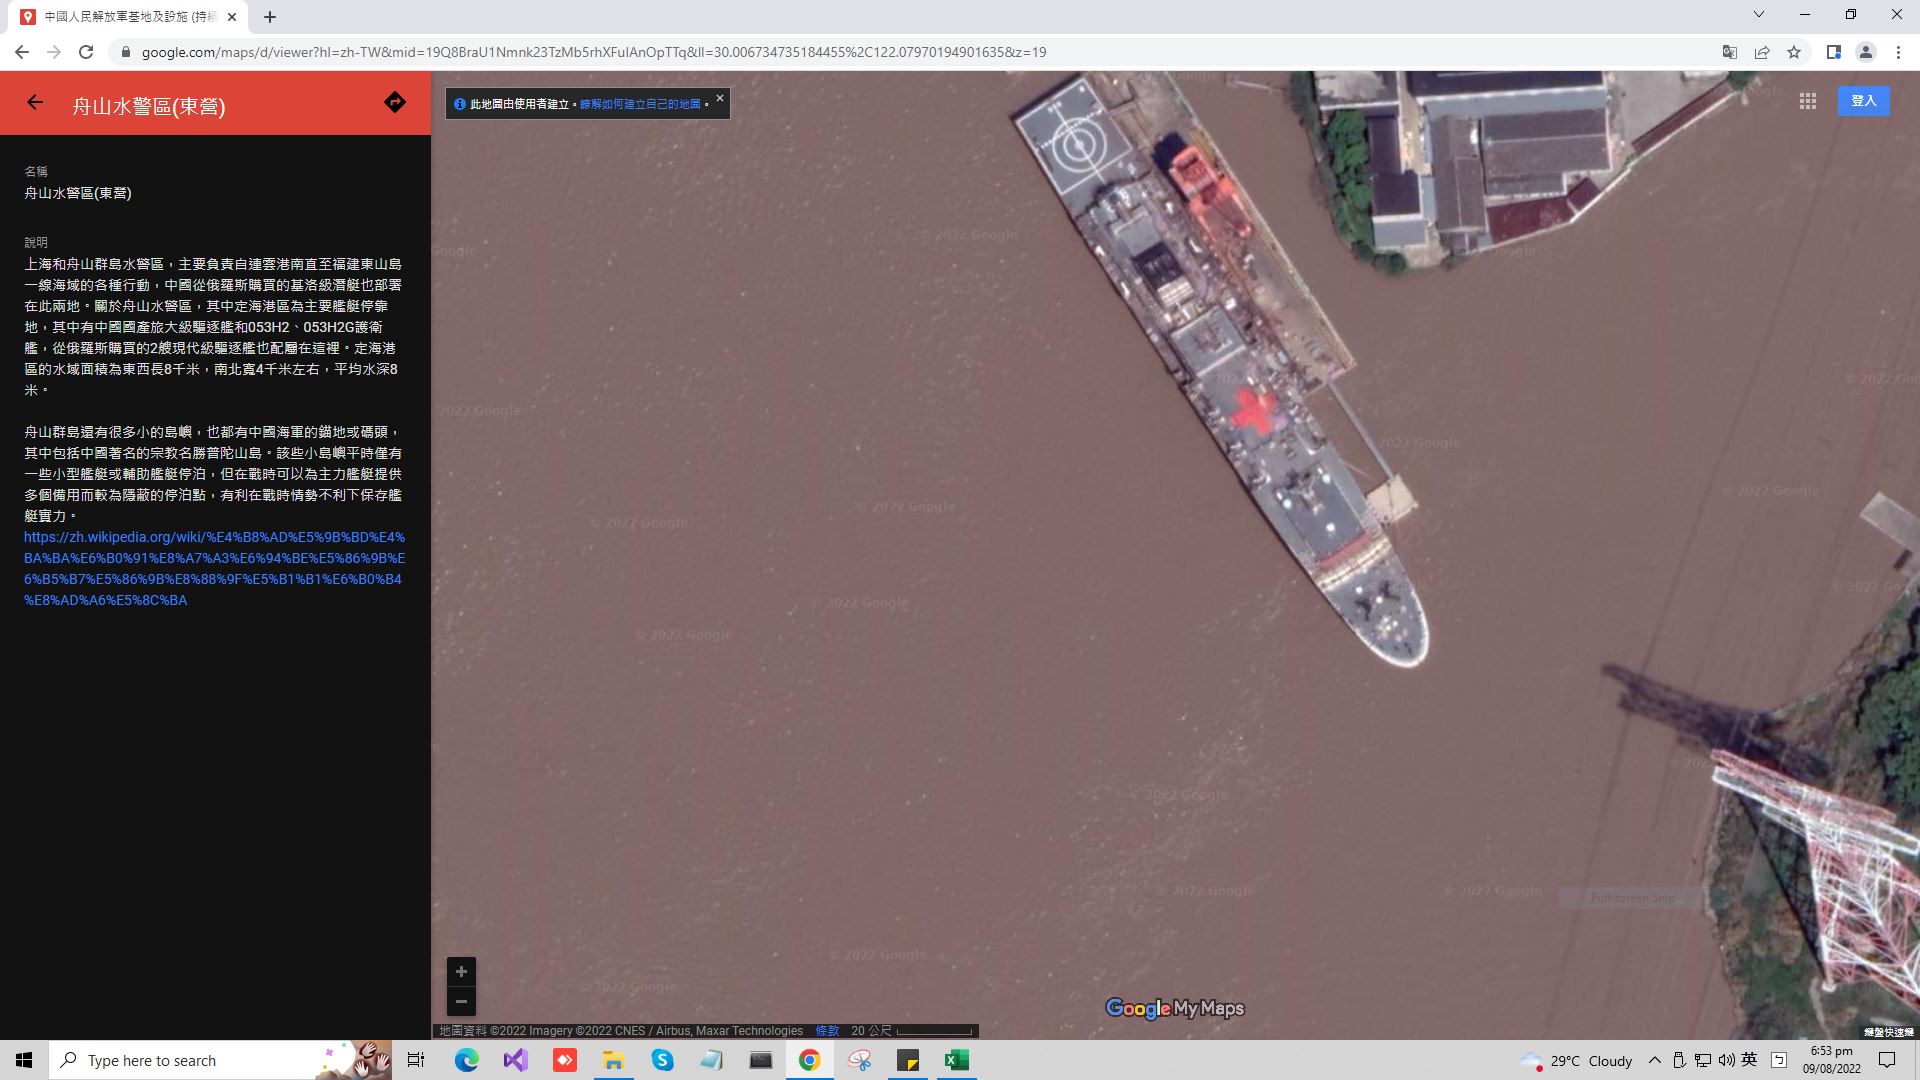 中國人民解放軍基地及設施 (持續
google.com/maps/d/viewer?hl=zh-TW&mid=19Q8BraU1Nmnk23TzMb5rhXFulAnOpTTq&ll=30.006734735184455%2C122.07970194901635&z=19
舟山水警區(東營)
此地圖由使用者建立。瞭解如何建立自己的地圖。
登入
名稱
舟山水警區(東營)
說明
上海和舟山群島水警區，主要負責自連雲港南直至福建東山島
一線海域的各種行動，中國從俄羅斯購買的基洛級潛艇也部署
在此兩地。關於舟山水警區，其中定海港區為主要艦艇停靠
地，其中有中國國產旅大級驅逐艦和053H2、053H2G護衛
艦，從俄羅斯購買的2艘現代級驅逐艦也配屬在這裡。定海港
區的水域面積為東西長8千米，南北寬4千米左右，平均水深8
米。
舟山群島還有很多小的島嶼，也都有中國海軍的錨地或碼頭，
其中包括中國著名的宗教名勝普陀山島。該些小島嶼平時僅有
一些小型艦艇或輔助艦艇停泊，但在戰時可以為主力艦艇提供
多個備用而較為隱蔽的停泊點，有利在戰時情勢不利下保存艦
艇實力。
https://zh.wikipedia.org/wiki/%E4%B8%AD%E5%9B%BD%E4%
BA%BA%E6%B0%91%E8%A7%A3%E6%94%BE%E5%86%9B%E
6%B5%B7%E5%86%9B%E8%88%9F%E5%B1%B1%E6%B0%B4
%E8%AD%A6%E5%8C%BA
© 2022 Google
Full-screen Snip
Google My Maps
地圖資料 ©2022 Imagery ©2022 CNES / Airbus, Maxar Technologies 條款 20 公尺
鍵盤快速鍵
Type here to search
29°C Cloudy
英
6:53 pm
09/08/2022